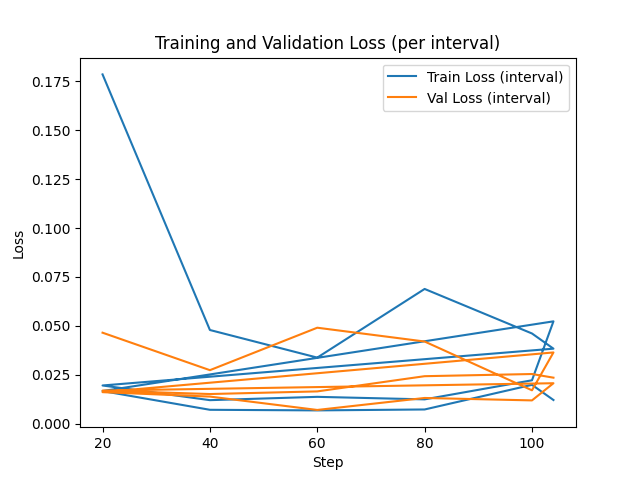 Training and Validation Loss (per interval)
Train Loss (interval)
Val Loss (interval)
0.175
0.150
0.125
0.100
0.075
0.050
0.025
0.000
Loss
20 40 60 80 100
Step